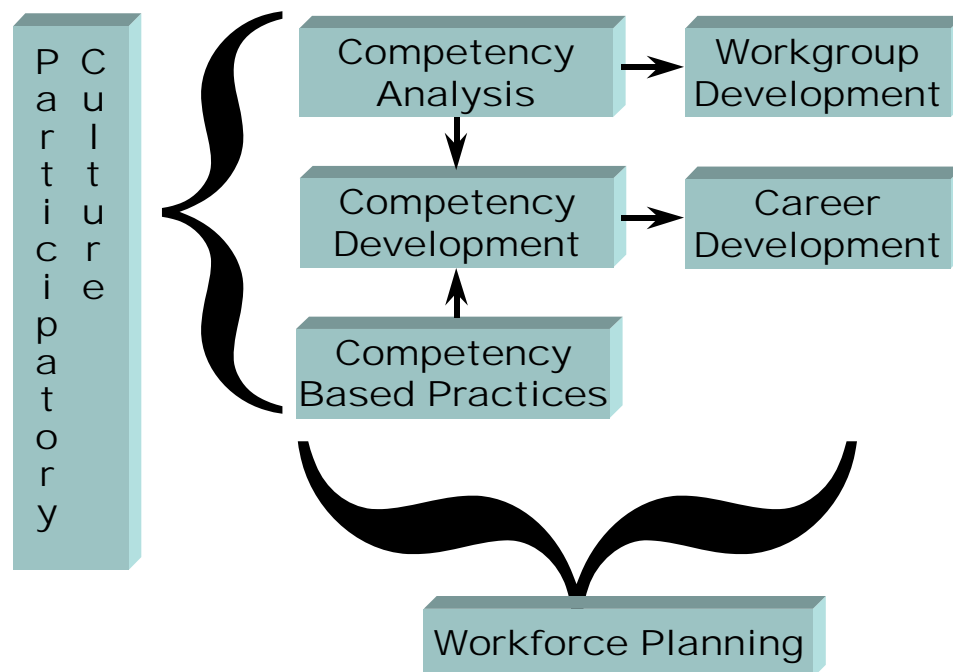 Participatory
Culture
Competency
Analysis
Workgroup
Development
Competency
Development
Career
Development
Competency
Based Practices
Workforce Planning